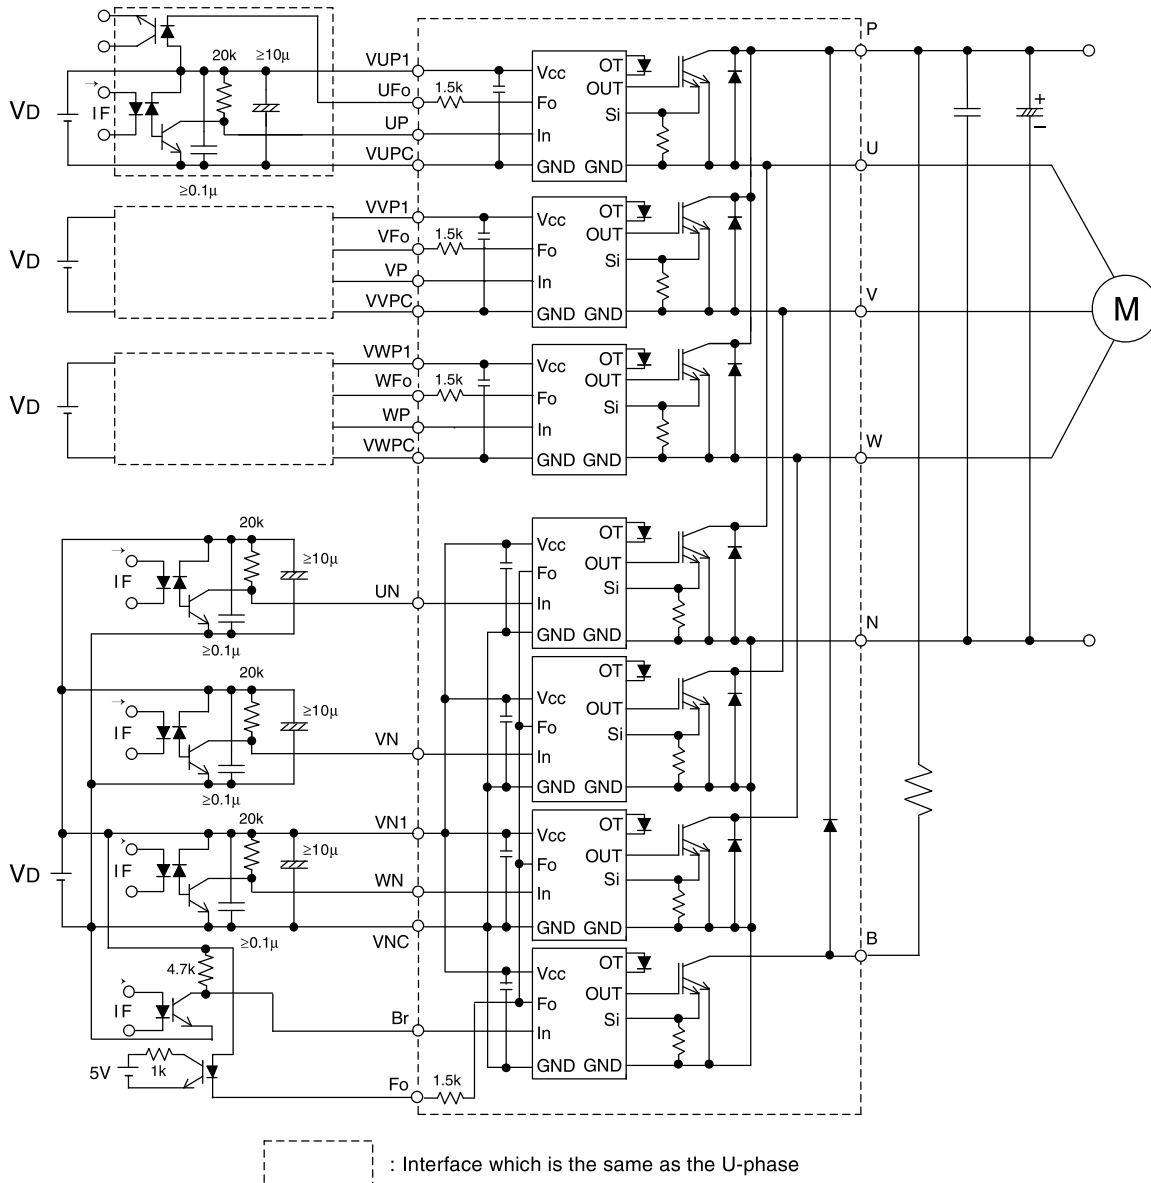 P
20k
≥10µ
VUP1
OT
Vcc
OUT
VD
IF
UFo
1.5k
Fo
Si
+
−
UP
In
VUPC
GND GND
U
≥0.1µ
VVP1
Vcc
OT
OUT
VFo
1.5k
Fo
VD
Si
VP
In
VVPC
GND GND
V
M
VWP1
Vcc
OT
OUT
WFo
1.5k
Fo
VD
Si
WP
In
VWPC
GND GND
W
20k
≥10µ
IF
OT
Vcc
OUT
Fo
Si
UN
In
GND GND
N
≥0.1µ
20k
≥10µ
IF
OT
Vcc
OUT
Fo
Si
VN
In
GND GND
≥0.1µ
20k
VN1
OT
Vcc
≥10µ
OUT
VD
IF
Fo
Si
WN
In
GND GND
VNC
≥0.1µ
B
4.7k
OT
Vcc
OUT
IF
Fo
Si
Br
In
5V
1k
GND GND
Fo
1.5k
: Interface which is the same as the U-phase